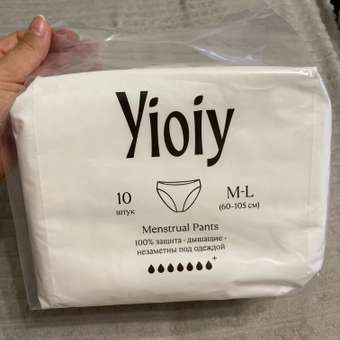 Yioiy
10
штук
M-L
(60-105 см)
Menstrual Pants
100% защита · дышащие ·
незаметны под одеждой
+